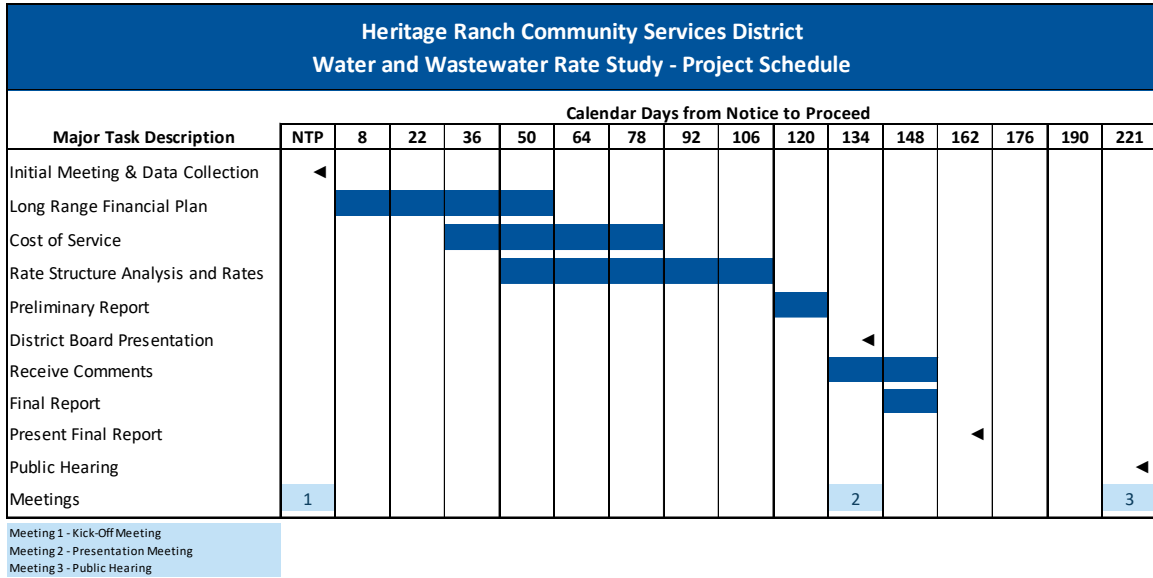 Heritage Ranch Community Services District
Water and Wastewater Rate Study - Project Schedule
Calendar Days from Notice to Proceed
Major Task Description NTP 8 22 36 50 64 78 92 106 120 134 148 162 176 190 221
Initial Meeting & Data Collection ◄
Long Range Financial Plan
Cost of Service
Rate Structure Analysis and Rates
Preliminary Report
District Board Presentation ◄
Receive Comments
Final Report
Present Final Report ◄
Public Hearing ◄
Meetings 1 2 3
Meeting 1 - Kick-Off Meeting
Meeting 2 - Presentation Meeting
Meeting 3 - Public Hearing